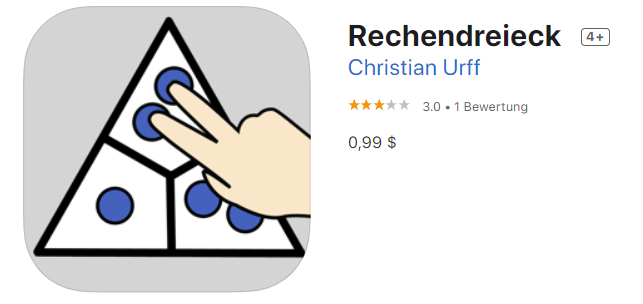 Rechendreieck 4+
Christian Urff
3.0 • 1 Bewertung
0,99 $